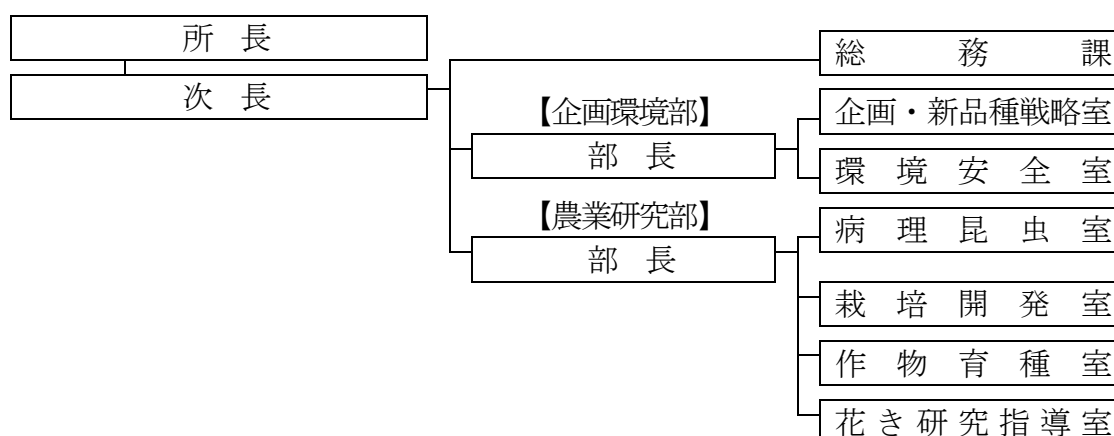 所 長
次 長
総 務 課
【企画環境部】
部 長
企画・新品種戦略室
環 境 安 全 室
【農業研究部】
部 長
病 理 昆 虫 室
栽 培 開 発 室
作 物 育 種 室
花 き 研 究 指 導 室